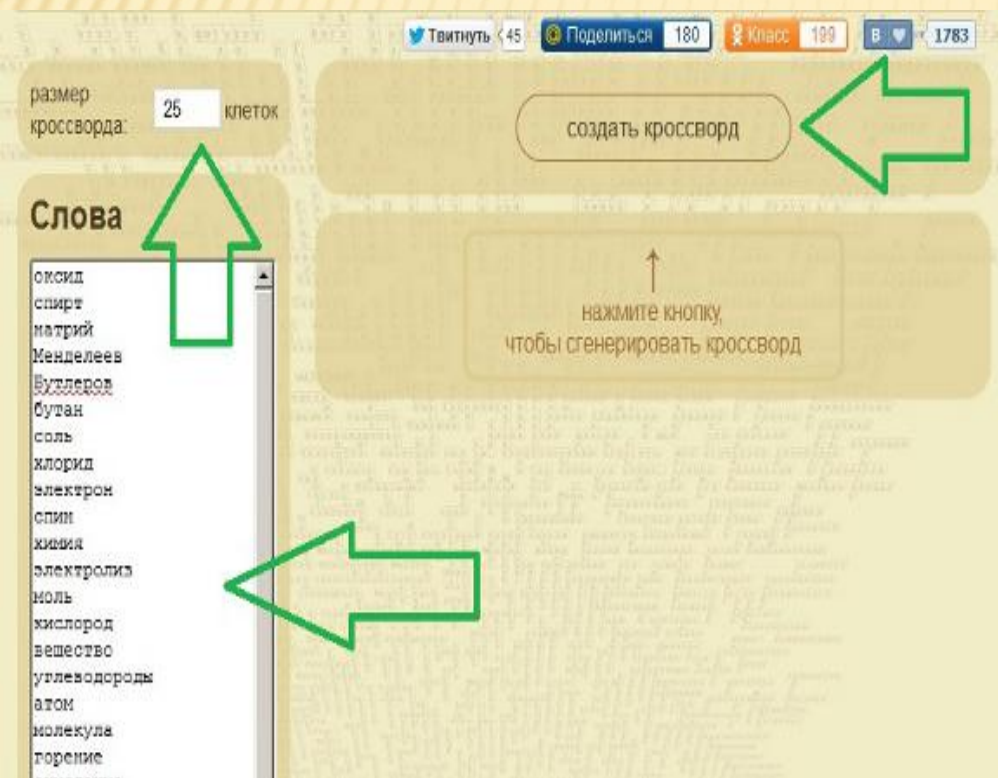 Твитнуть 45 Поделиться 180 Класс 199 В 1783
размер
кроссворда: 25 клеток
создать кроссворд
Слова
оксид
спирт
натрий
Менделеев
Бутлеров
бутан
соль
хлорид
электрон
спин
химия
электролиз
моль
кислород
вещество
углеводороды
атом
молекула
горение
↑
нажмите кнопку,
чтобы сгенерировать кроссворд